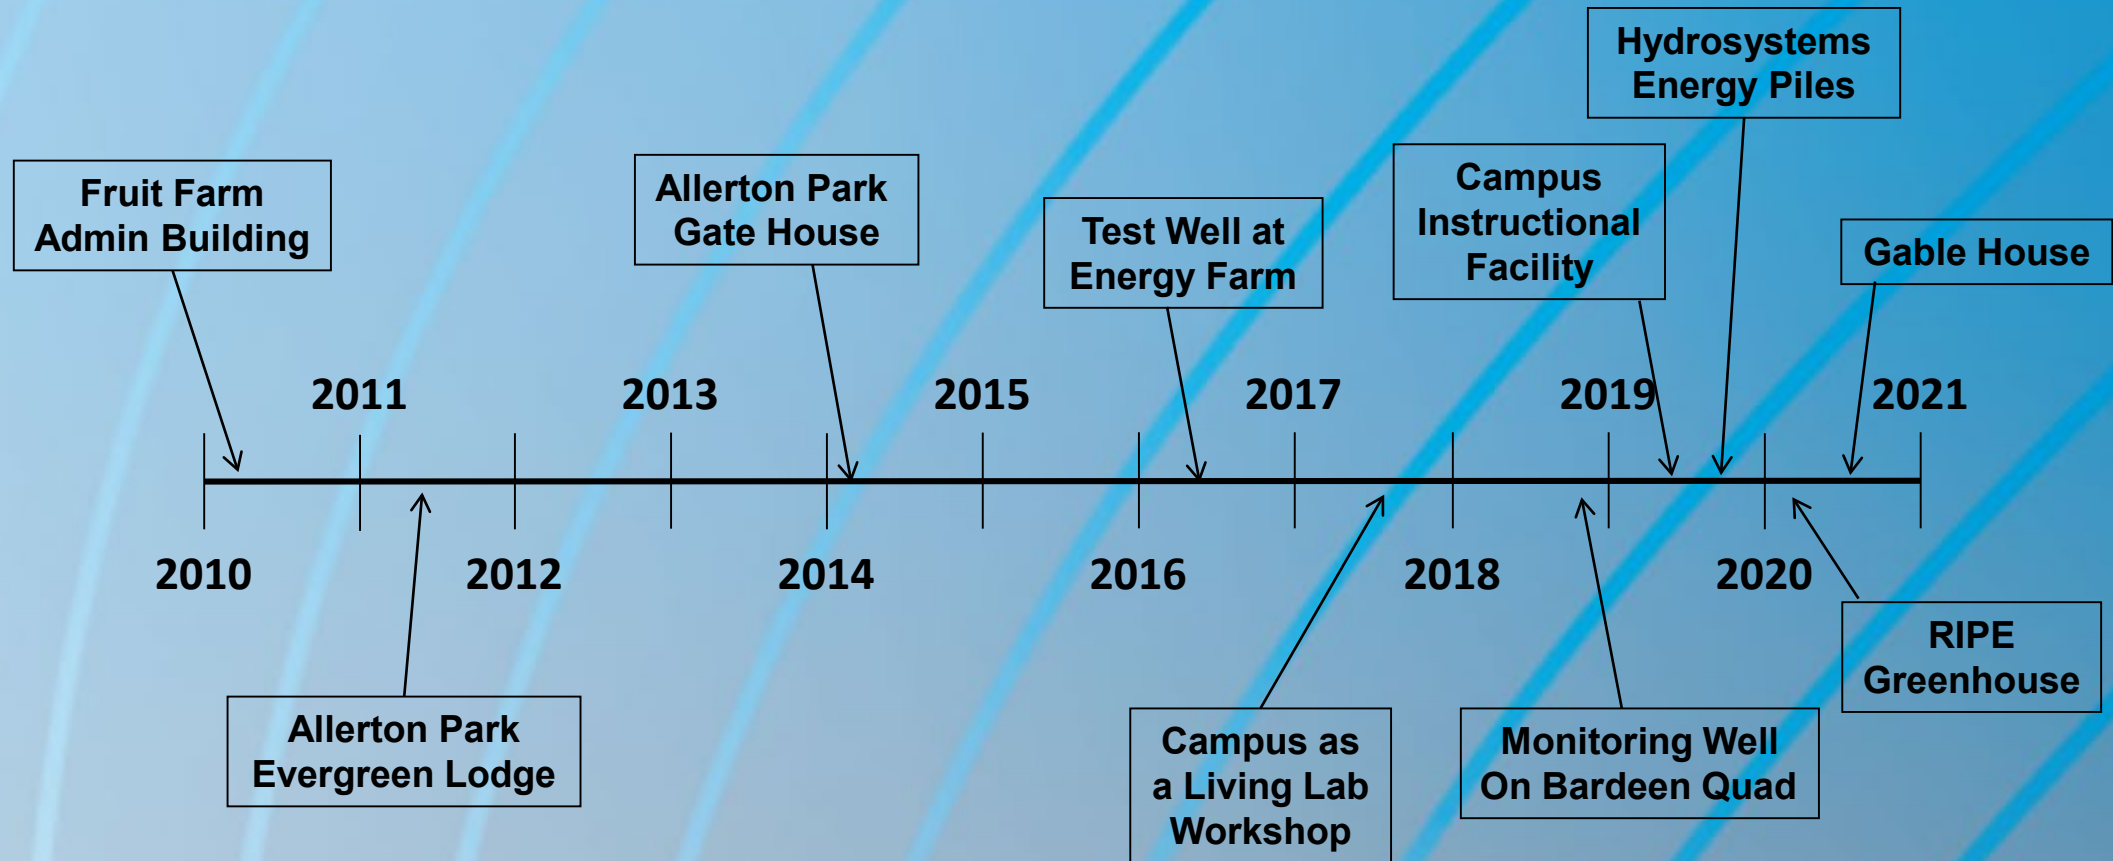 Hydrosystems
Energy Piles
Fruit Farm
Admin Building
Allerton Park
Gate House
Test Well at
Energy Farm
Campus
Instructional
Facility
Gable House
2011
2013
2015
2017
2019
2021
2010
2012
2014
2016
2018
2020
Allerton Park
Evergreen Lodge
Campus as
a Living Lab
Workshop
Monitoring Well
On Bardeen Quad
RIPE
Greenhouse